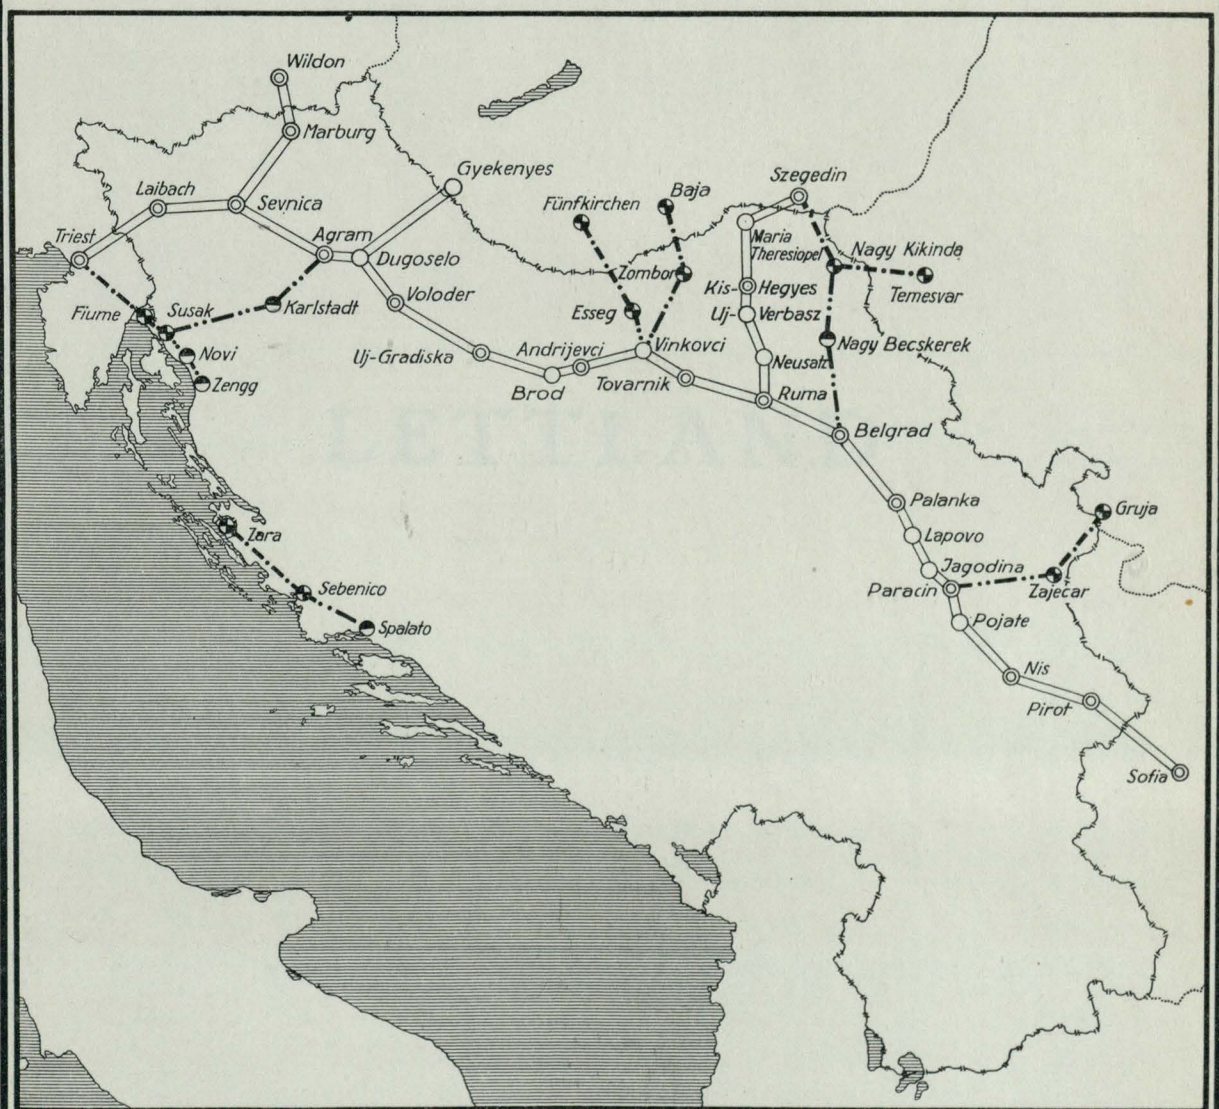 Wildon
Marburg
Gyekenyes
Szegedin
Laibach
Sevnica
Fünfkirchen
Baja
Triest
Agram
Dugoselo
Maria
Theresiopel
Nagy Kikinda
Zombor
Temesvar
Kis-Hegyes
Fiume
Susak
Karlstadt
Voloder
Esseg
Uj-Verbasz
Novi
Uj-Gradiska
Andrijevci
Vinkovci
Nagy Becskerek
Zengg
Brod
Tovarnik
Neusatz
Ruma
Belgrad
LETTLAND
Palanka
Gruja
Zara
Lapovo
Jagodina
Sebenico
Paracin
Zajecar
Spalato
Pojate
Nis
Pirot
Sofia